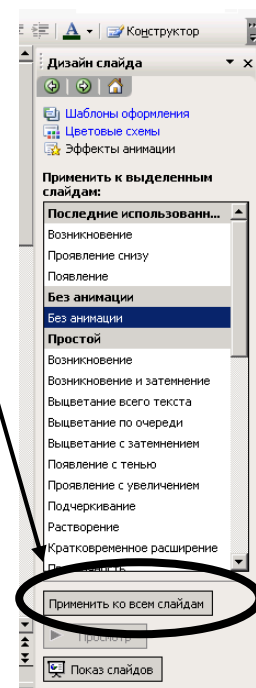 Конструктор
Дизайн слайда
Шаблоны оформления
Цветовые схемы
Эффекты анимации
Применить к выделенным
слайдам:
Последние использованн...
Возникновение
Проявление снизу
Появление
Без анимации
Без анимации
Простой
Возникновение
Возникновение и затемнение
Выцветание всего текста
Выцветание по очереди
Выцветание с затемнением
Появление с тенью
Проявление с увеличением
Подчеркивание
Растворение
Кратковременное расширение
Применить ко всем слайдам
Просмотр
Показ слайдов